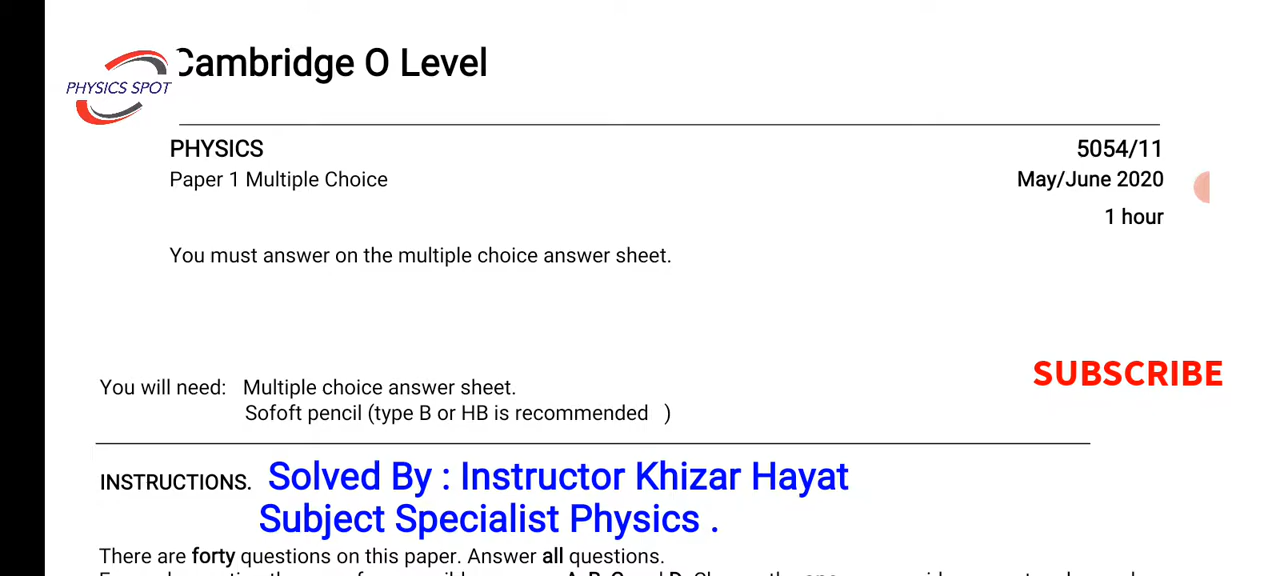 Cambridge O Level
PHYSICS SPOT
PHYSICS 5054/11
Paper 1 Multiple Choice May/June 2020
1 hour
You must answer on the multiple choice answer sheet.
SUBSCRIBE
You will need: Multiple choice answer sheet.
Sofoft pencil (type B or HB is recommended )
INSTRUCTIONS. Solved By : Instructor Khizar Hayat
Subject Specialist Physics .
There are forty questions on this paper. Answer all questions.